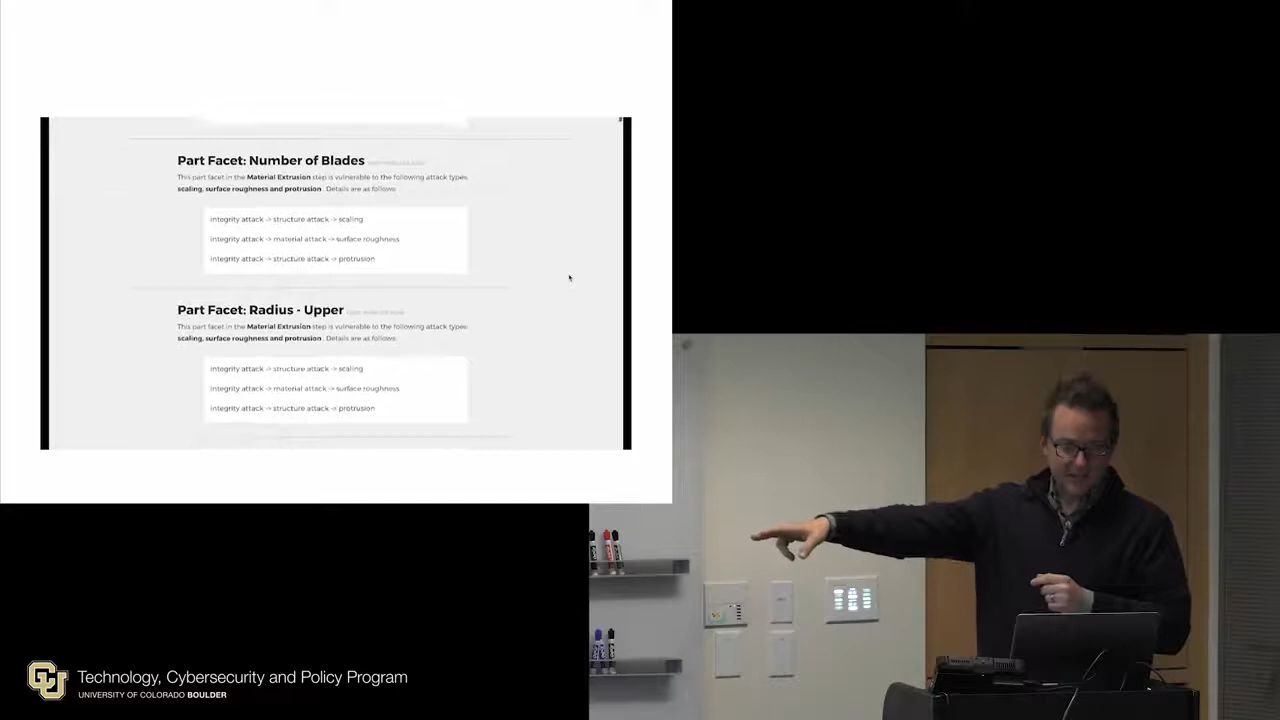 Part Facet: Number of Blades
This part facet in the Material Extrusion step is vulnerable to the following attack types:
scaling, surface roughness and protrusion . Details are as follows:
integrity attack -> structure attack -> scaling
integrity attack -> material attack -> surface roughness
integrity attack -> structure attack -> protrusion
Part Facet: Radius - Upper
This part facet in the Material Extrusion step is vulnerable to the following attack types:
scaling, surface roughness and protrusion . Details are as follows:
integrity attack -> structure attack -> scaling
integrity attack -> material attack -> surface roughness
integrity attack -> structure attack -> protrusion
CU
Technology, Cybersecurity and Policy Program
UNIVERSITY OF COLORADO BOULDER